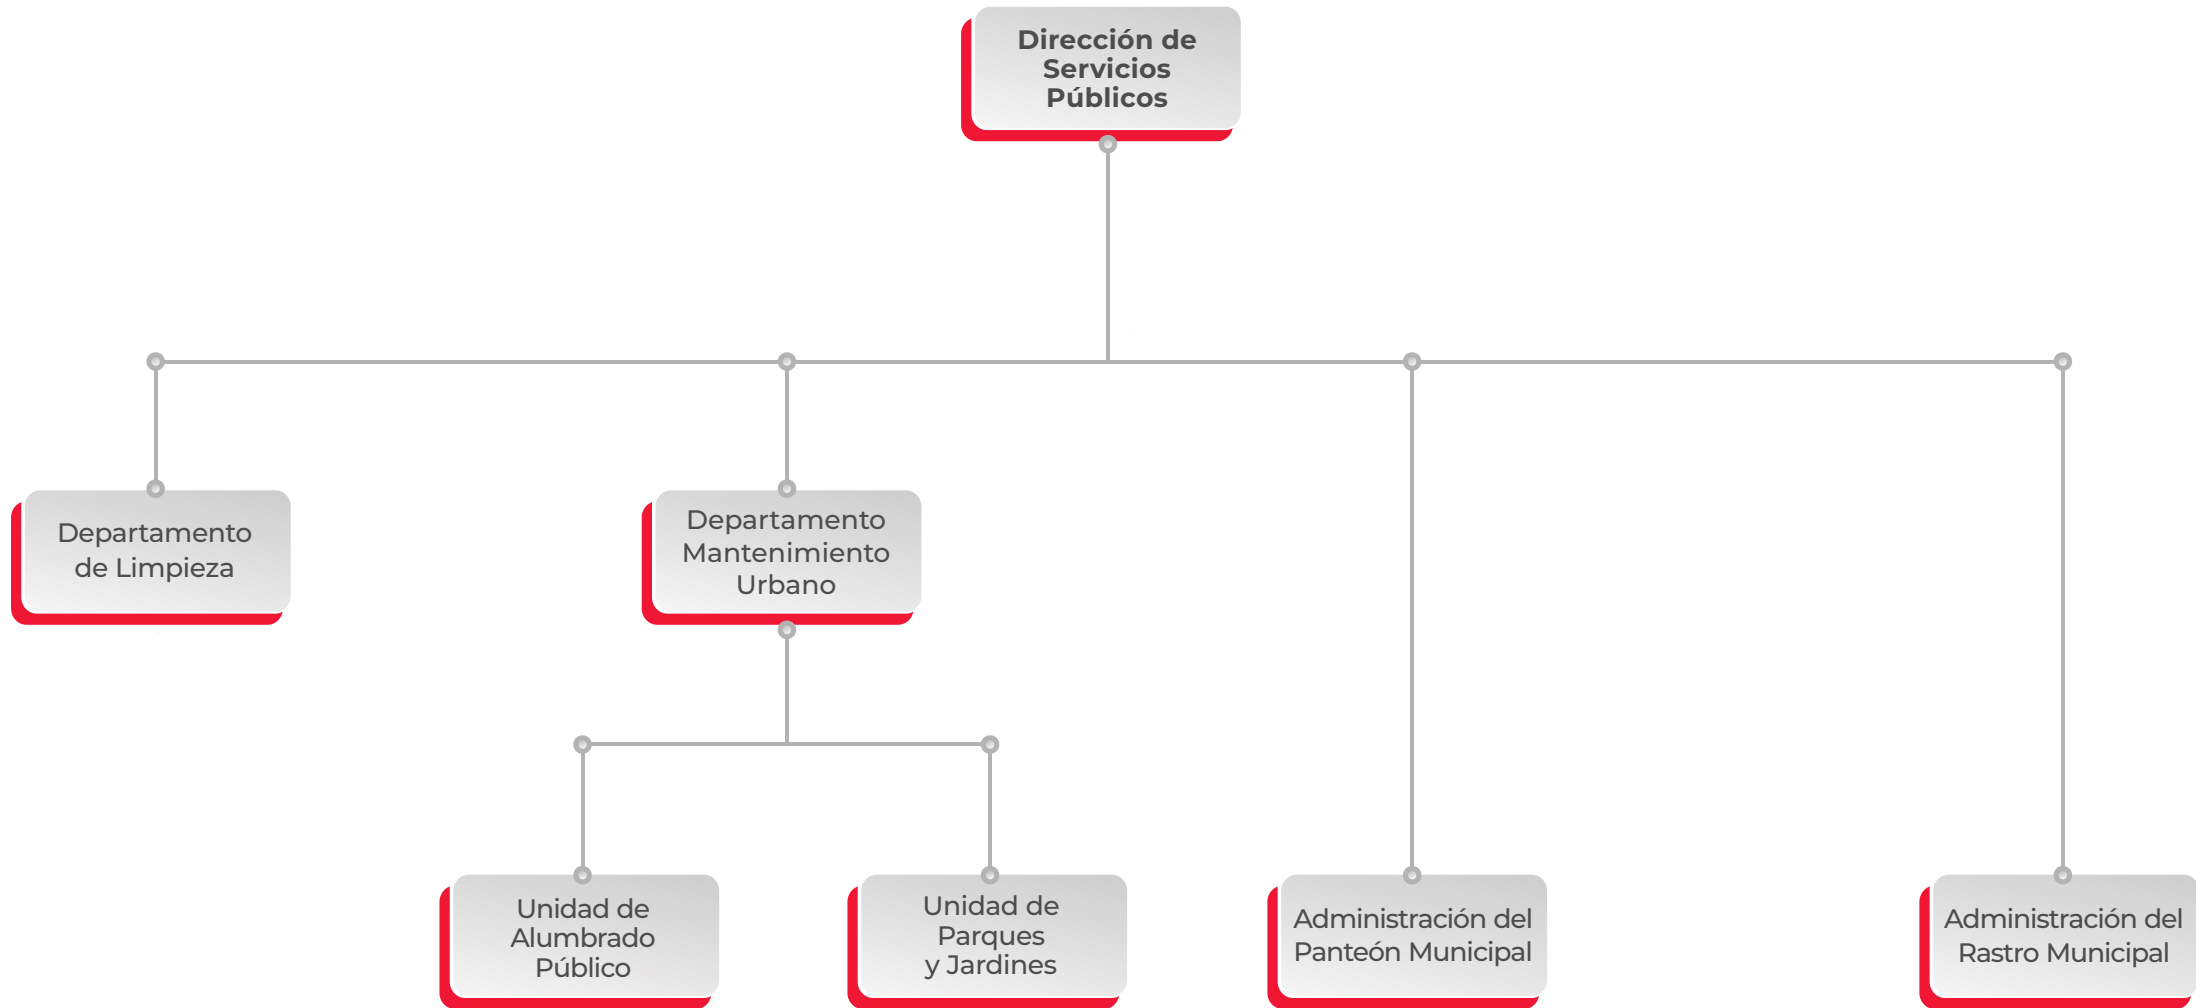 Dirección de
Servicios
Públicos
Departamento
de Limpieza
Departamento
Mantenimiento
Urbano
Unidad de
Alumbrado
Público
Unidad de
Parques
y Jardines
Administración del
Panteón Municipal
Administración del
Rastro Municipal